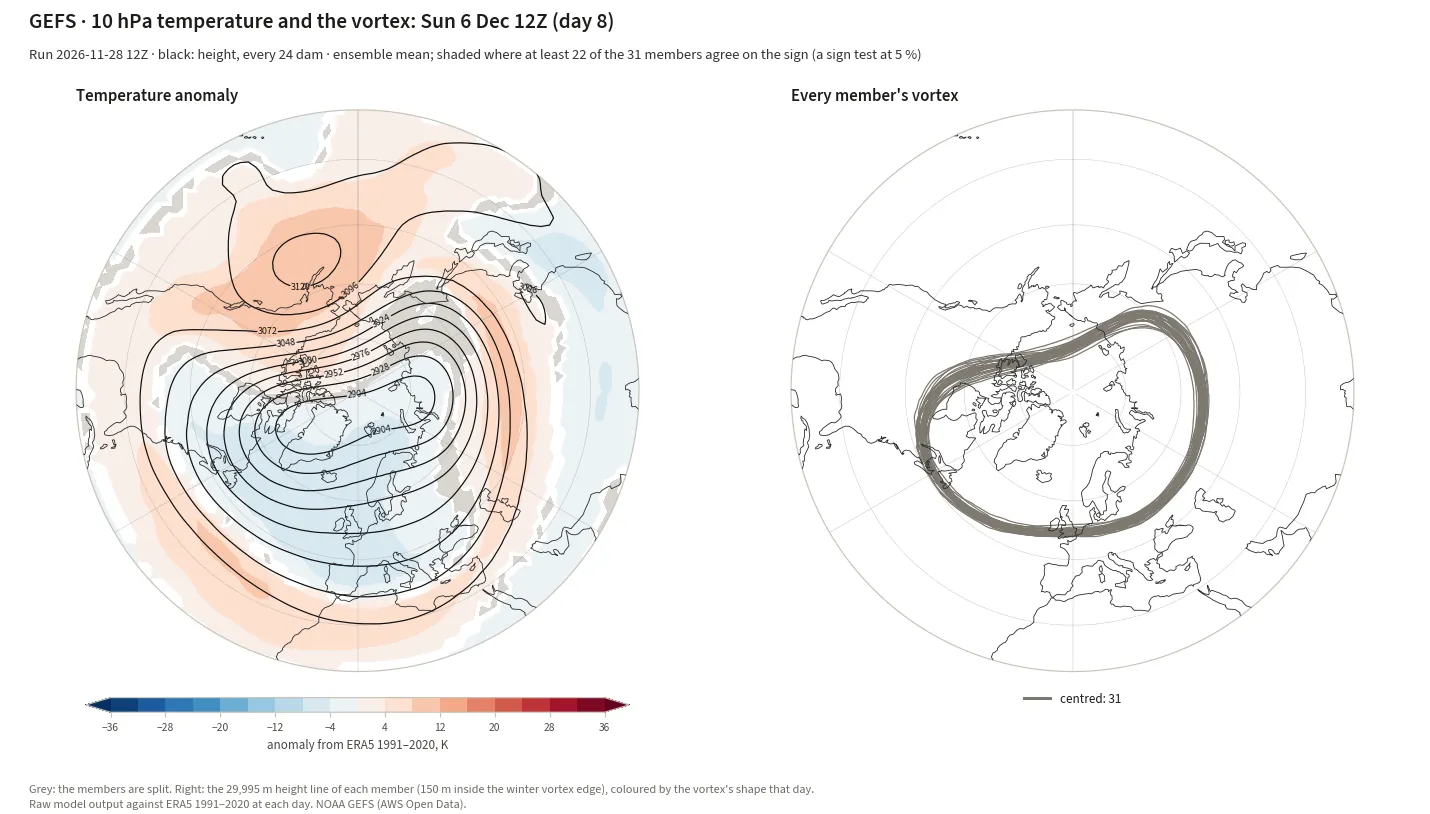 GEFS · 10 hPa temperature and the vortex: Sun 6 Dec 12Z (day 8)
Run 2026-11-28 12Z · black: height, every 24 dam · ensemble mean; shaded where at least 22 of the 31 members agree on the sign (a sign test at 5 %)
Temperature anomaly
Every member's vortex
3120
3096
3096
3024
3072
3048
3000
2976
2952
2928
2904
2904
centred: 31
−36 −28 −20 −12 −4 4 12 20 28 36
anomaly from ERA5 1991–2020, K
Grey: the members are split. Right: the 29,995 m height line of each member (150 m inside the winter vortex edge), coloured by the vortex's shape that day.
Raw model output against ERA5 1991–2020 at each day. NOAA GEFS (AWS Open Data).